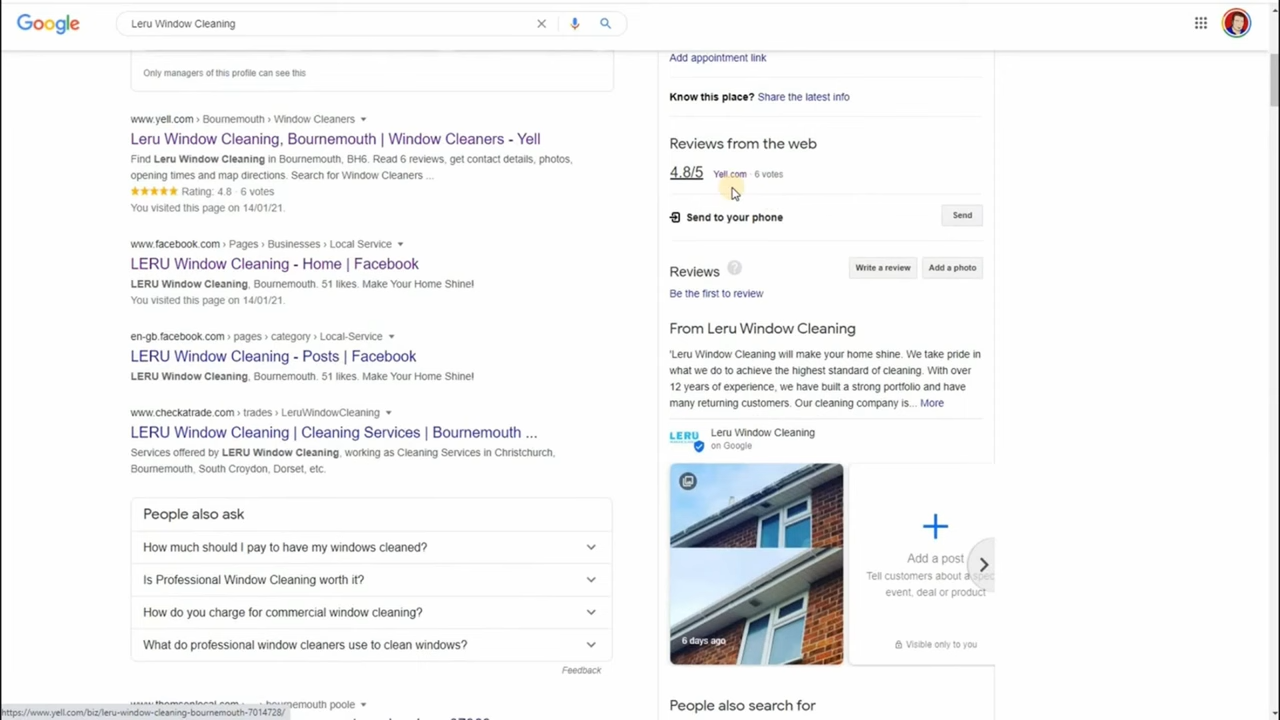 Google
Leru Window Cleaning
Only managers of this profile can see this
www.yell.com › Bournemouth › Window Cleaners
Leru Window Cleaning, Bournemouth | Window Cleaners - Yell
Find Leru Window Cleaning in Bournemouth, BH6. Read 6 reviews, get contact details, photos,
opening times and map directions. Search for Window Cleaners ...
Rating: 4.8 · 6 votes
You visited this page on 14/01/21.
www.facebook.com › Pages › Businesses › Local Service
LERU Window Cleaning - Home | Facebook
LERU Window Cleaning, Bournemouth. 51 likes. Make Your Home Shine!
You visited this page on 14/01/21.
en-gb.facebook.com › pages › category › Local-Service
LERU Window Cleaning - Posts | Facebook
LERU Window Cleaning, Bournemouth. 51 likes. Make Your Home Shine!
www.checkatrade.com › trades › LeruWindowCleaning
LERU Window Cleaning | Cleaning Services | Bournemouth ...
Services offered by LERU Window Cleaning, working as Cleaning Services in Christchurch,
Bournemouth, South Croydon, Dorset, etc.
People also ask
How much should I pay to have my windows cleaned?
Is Professional Window Cleaning worth it?
How do you charge for commercial window cleaning?
What do professional window cleaners use to clean windows?
Feedback
bournemouth poole
https://www.yell.com/biz/leru-window-cleaning-bournemouth-7014728/
Add appointment link
Know this place? Share the latest info
Reviews from the web
4.8/5 Yell.com · 6 votes
Send to your phone
Send
Reviews
?
Write a review
Add a photo
Be the first to review
From Leru Window Cleaning
'Leru Window Cleaning will make your home shine. We take pride in
what we do to achieve the highest standard of cleaning. With over
12 years of experience, we have built a strong portfolio and have
many returning customers. Our cleaning company is... More
LERU
Leru Window Cleaning
on Google
6 days ago
Add a post
Tell customers about a
event, deal or product
Visible only to you
People also search for